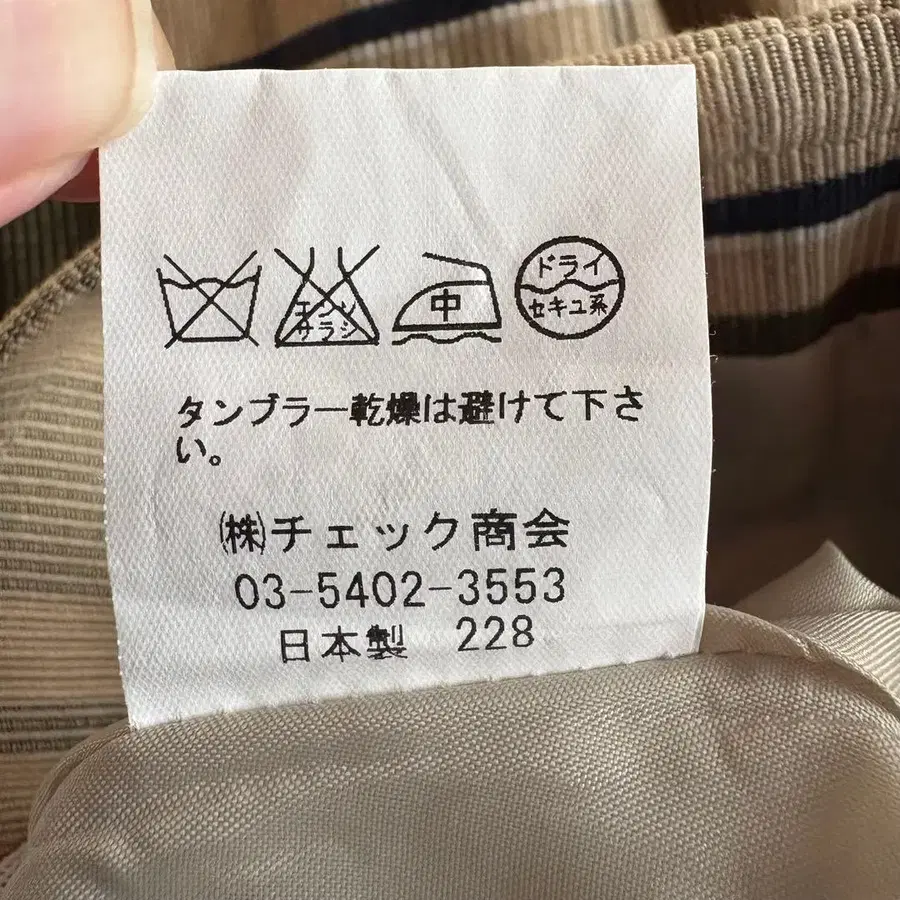 エンソ
サラシ
中
ドライ
セキユ系
タンブラー乾燥は避けて下さ
い。
㈱チェック商会
03-5402-3553
日本製 228